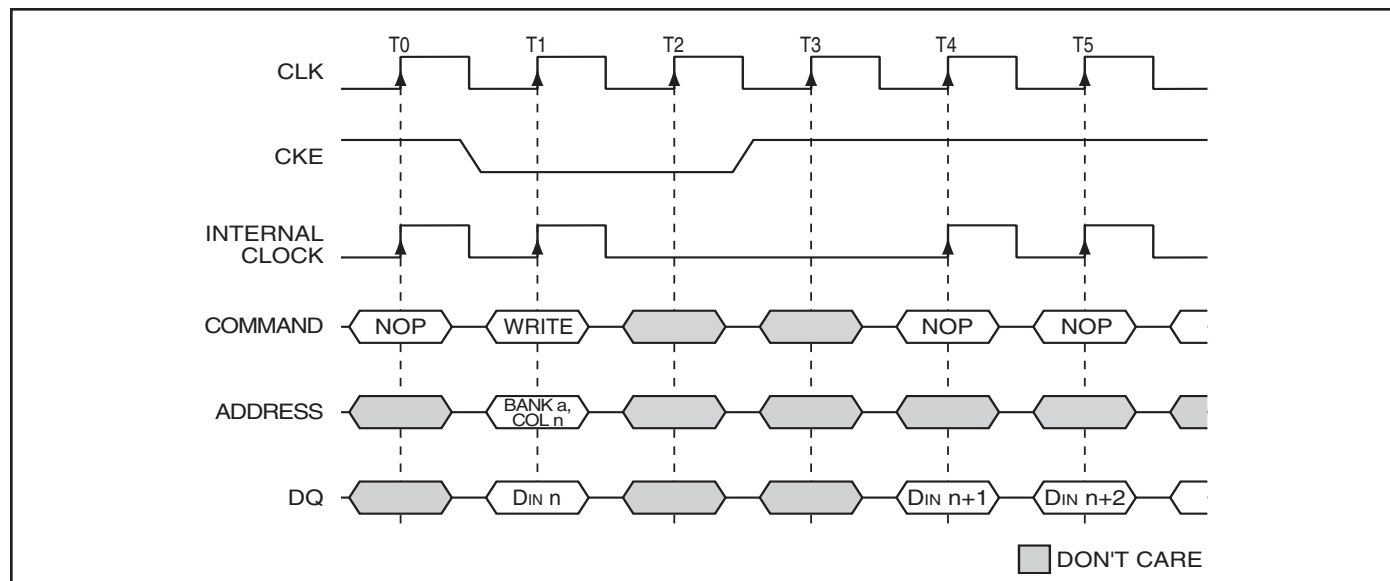 T0 T1 T2 T3 T4 T5
CLK
CKE
INTERNAL
CLOCK
COMMAND NOP WRITE NOP NOP
ADDRESS BANK a,
COL n
DQ DIN n DIN n+1 DIN n+2
DON'T CARE